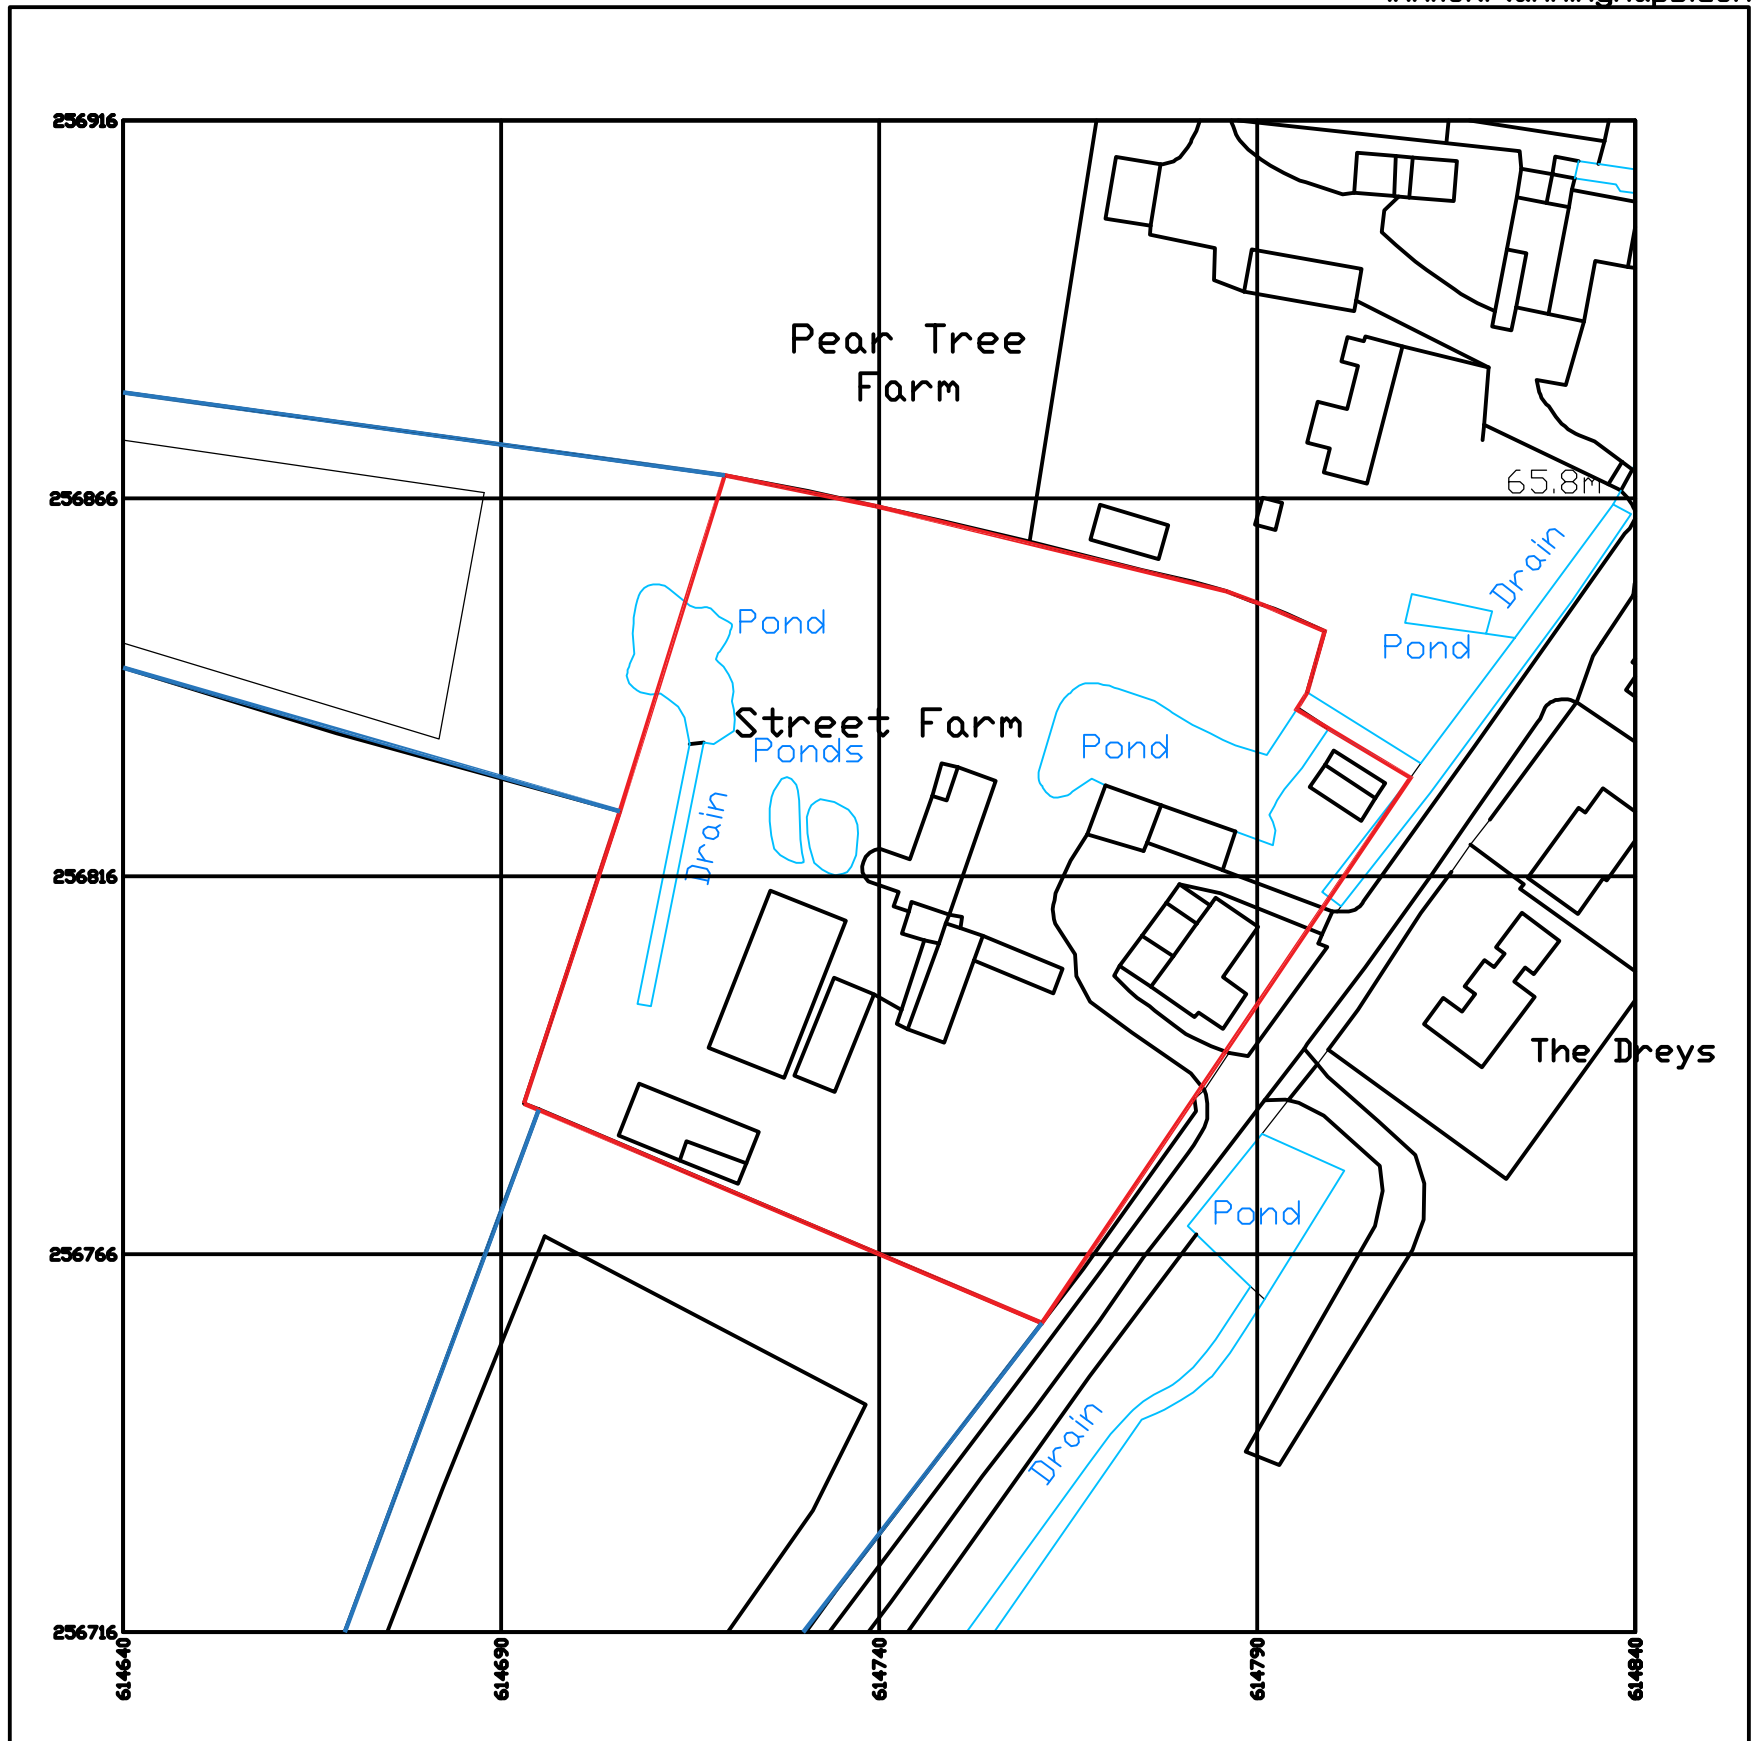 256916
Pear Tree
Farm
256866
65.8m
Drain
Pond
Pond
Street Farm
Ponds
Pond
Drain
256816
The Dreys
Pond
256766
Drain
256716
614640
614690
614740
614790
614840